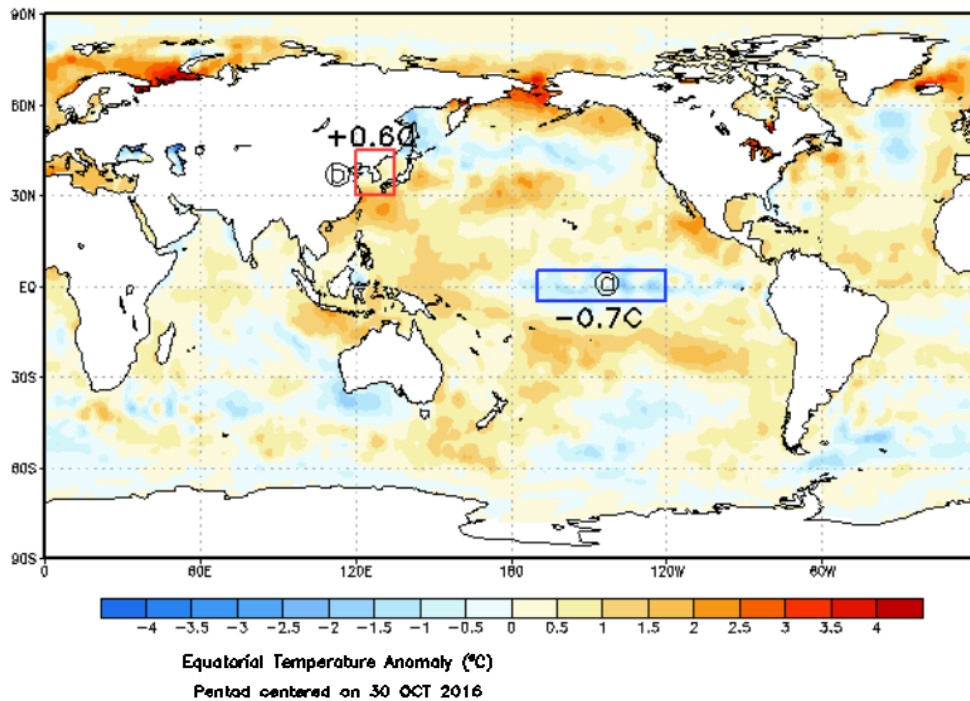 90N
60N
+0.6C
ⓑ
30N
EQ
ⓐ
-0.7C
30S
60S
90S
0 60E 120E 180 120W 60W
-4 -3.5 -3 -2.5 -2 -1.5 -1 -0.5 0 0.5 1 1.5 2 2.5 3 3.5 4
Equatorial Temperature Anomaly (°C)
Pentad centered on 30 OCT 2016